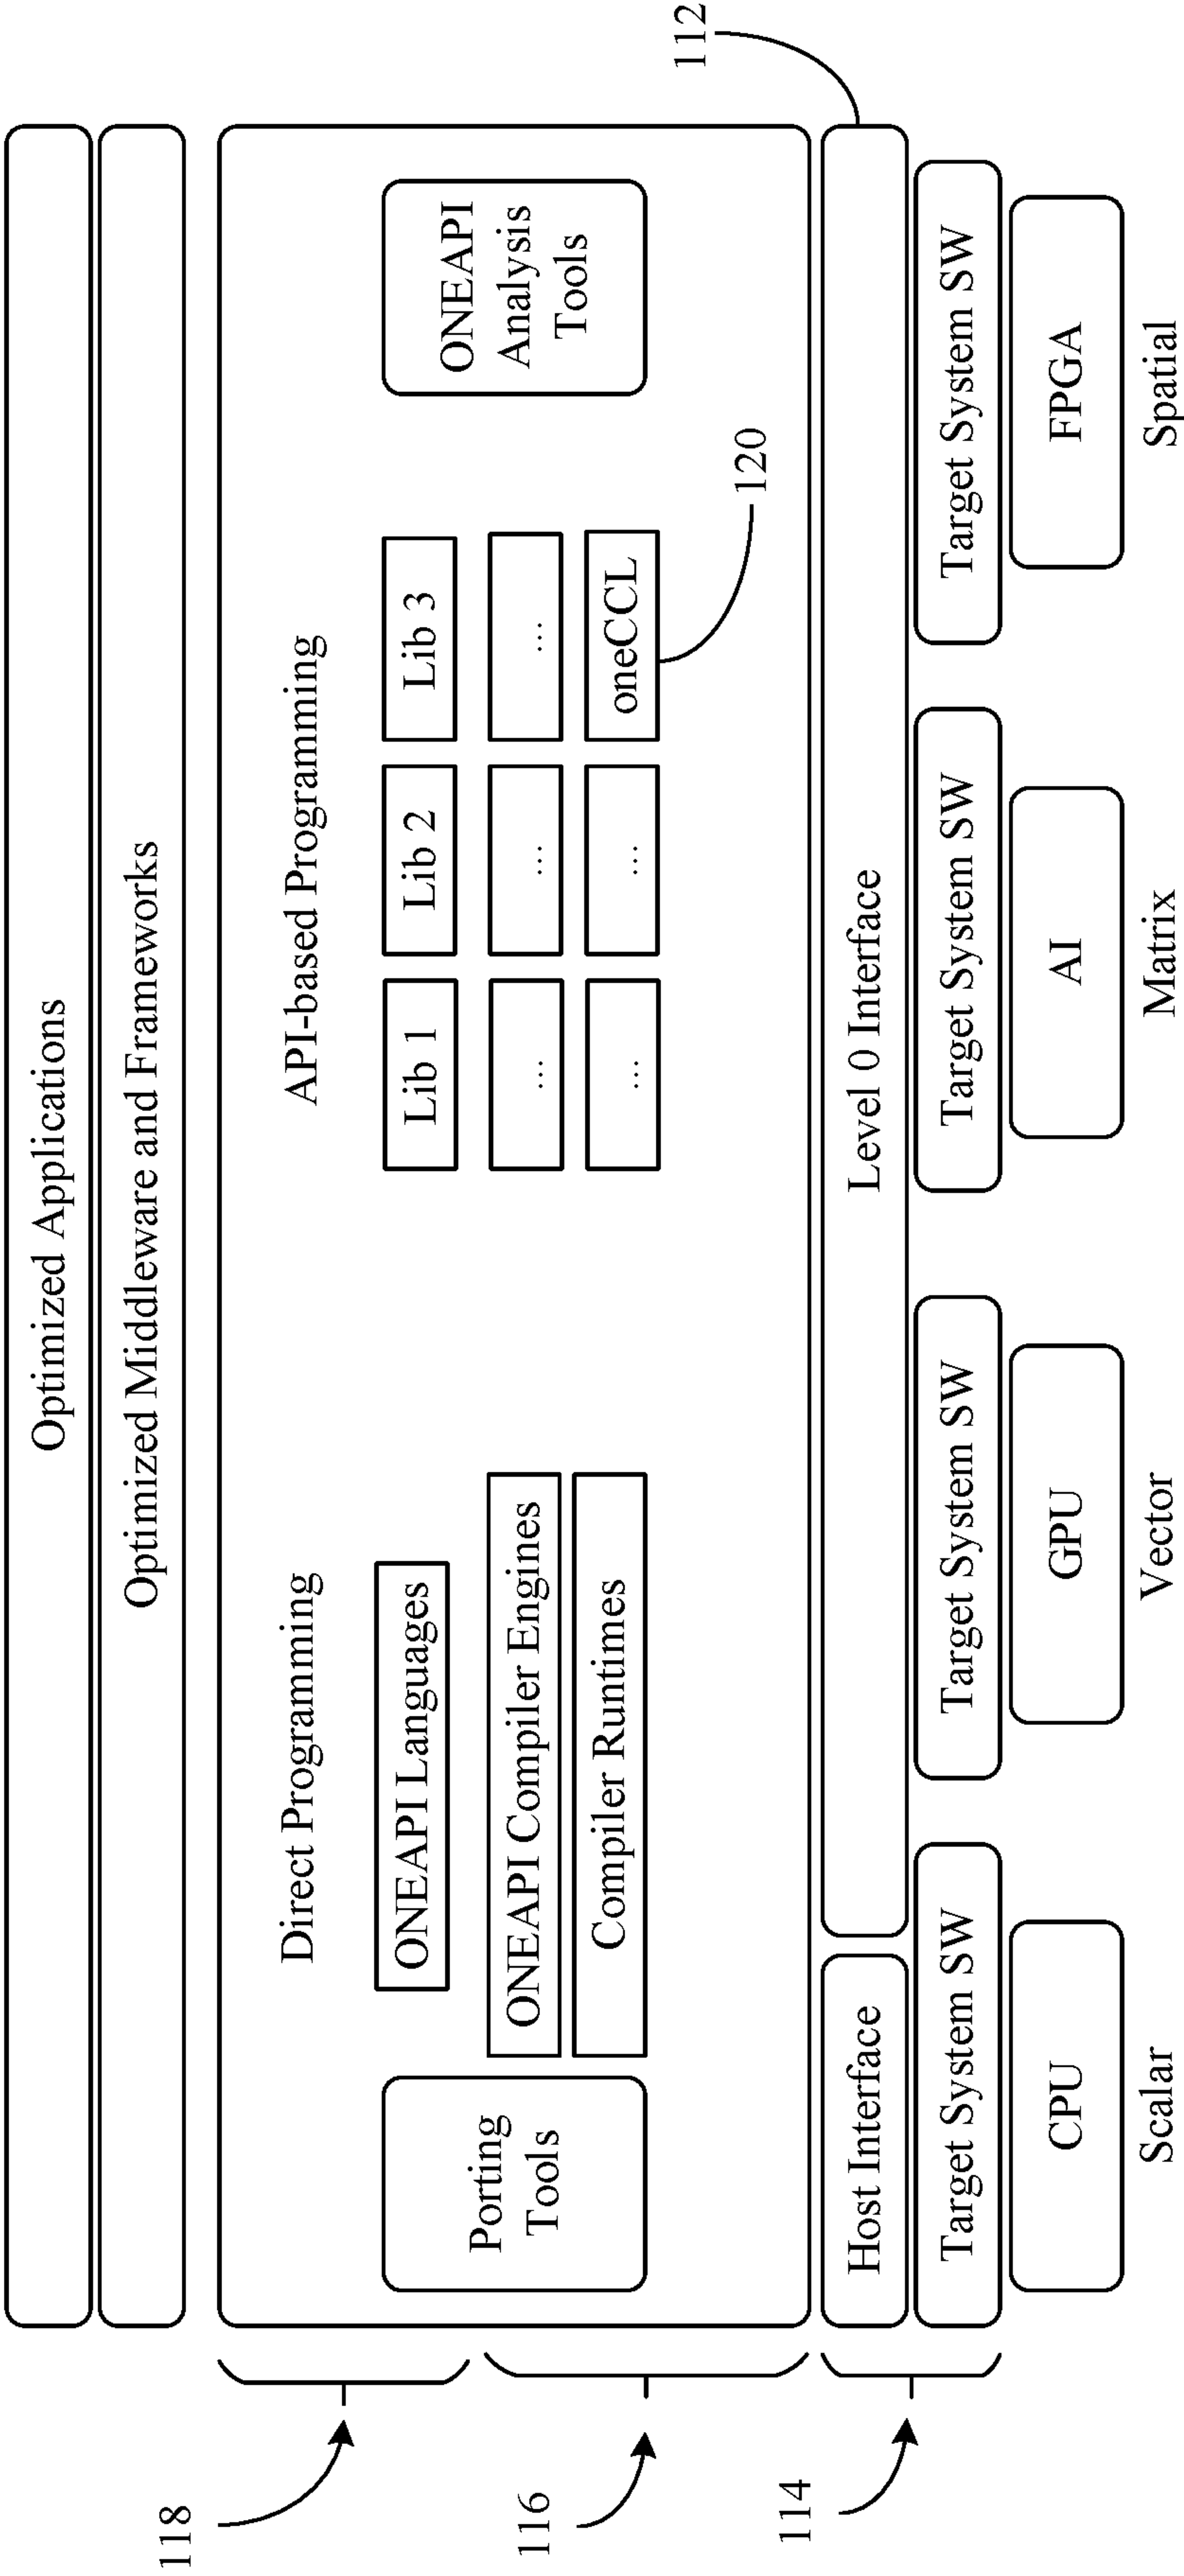 Optimized Applications
Optimized Middleware and Frameworks
118
Direct Programming
API-based Programming
Porting
Tools
ONEAPI Languages
ONEAPI Compiler Engines
Compiler Runtimes
Lib 1
Lib 2
Lib 3
...
...
...
...
...
oneCCL
ONEAPI
Analysis
Tools
120
116
112
114
Host Interface
Level 0 Interface
Target System SW
Target System SW
Target System SW
Target System SW
CPU
GPU
AI
FPGA
Scalar
Vector
Matrix
Spatial